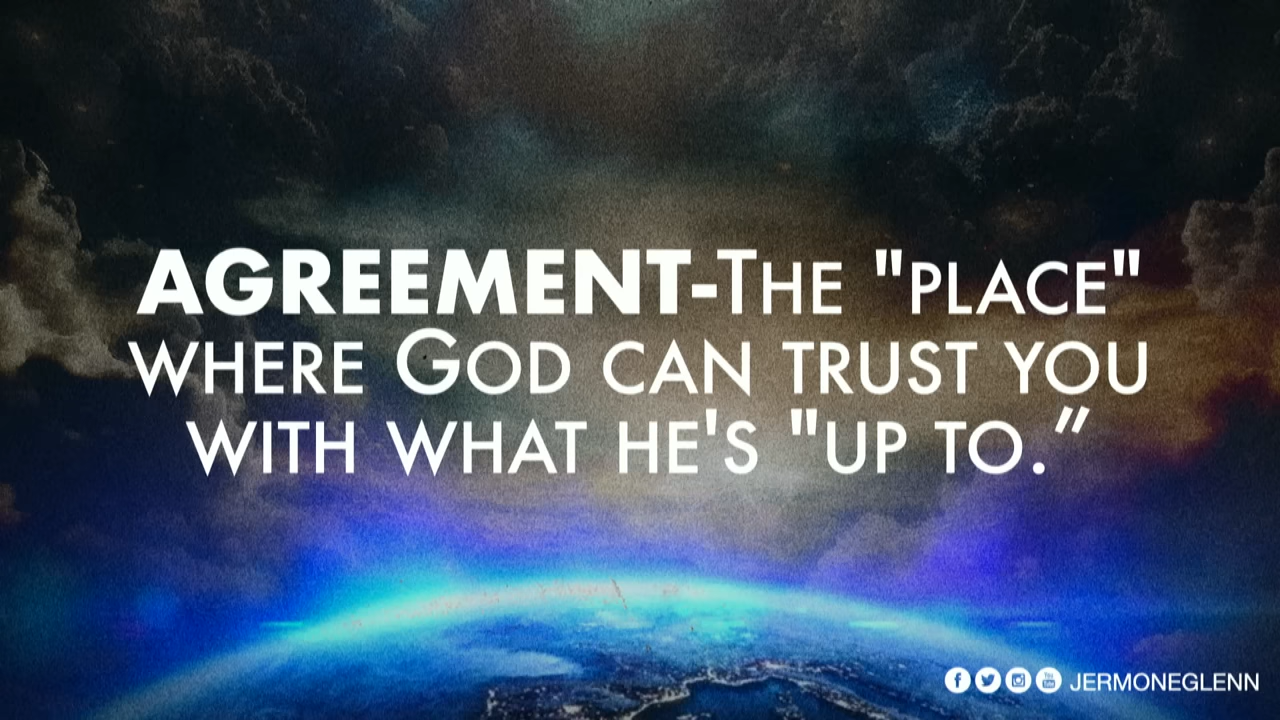 AGREEMENT-THE "PLACE"
WHERE GOD CAN TRUST YOU
WITH WHAT HE'S "UP TO.”
JERMONEGLENN